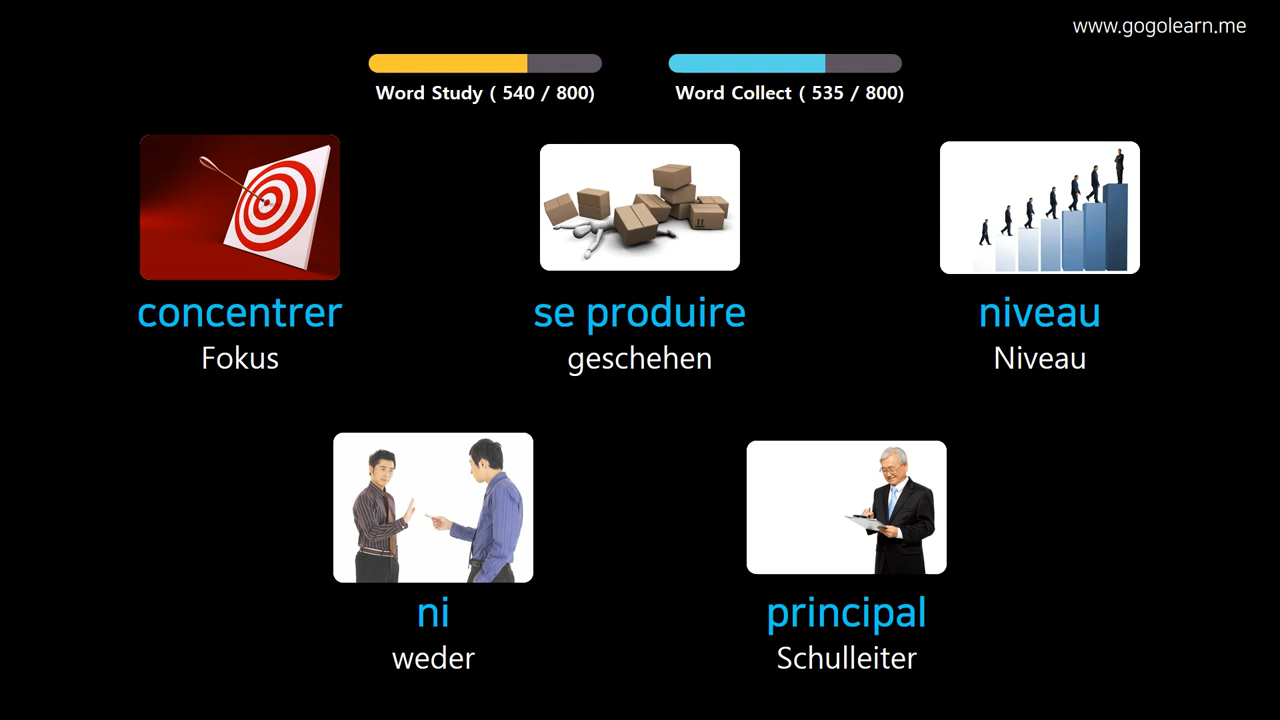 www.gogolearn.me
Word Study ( 540 / 800)
Word Collect ( 535 / 800)
concentrer
Fokus
se produire
geschehen
niveau
Niveau
ni
weder
principal
Schulleiter